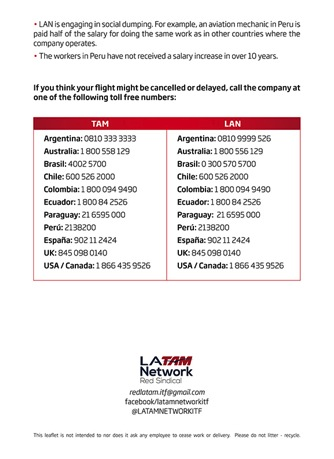 • LAN is engaging in social dumping. For example, an aviation mechanic in Peru is
paid half of the salary for doing the same work as in other countries where the
company operates.
• The workers in Peru have not received a salary increase in over 10 years.
If you think your flight might be cancelled or delayed, call the company at
one of the following toll free numbers:
TAM
Argentina: 0810 333 3333
Australia: 1 800 558 129
Brasil: 4002 5700
Chile: 600 526 2000
Colombia: 1 800 094 9490
Ecuador: 1 800 84 2526
Paraguay: 21 6595 000
Perú: 2138200
España: 902 11 2424
UK: 845 098 0140
USA / Canada: 1 866 435 9526
LAN
Argentina: 0810 9999 526
Australia: 1 800 556 129
Brasil: 0 300 570 5700
Chile: 600 526 2000
Colombia: 1 800 094 9490
Ecuador: 1 800 84 2526
Paraguay: 21 6595 000
Perú: 2138200
España: 902 11 2424
UK: 845 098 0140
USA / Canada: 1 866 435 9526
LATAM
Network
Red Sindical
redlatam.itf@gmail.com
facebook/latamnetworkitf
@LATAMNETWORKITF
This leaflet is not intended to nor does it ask any employee to cease work or delivery. Please do not litter - recycle.